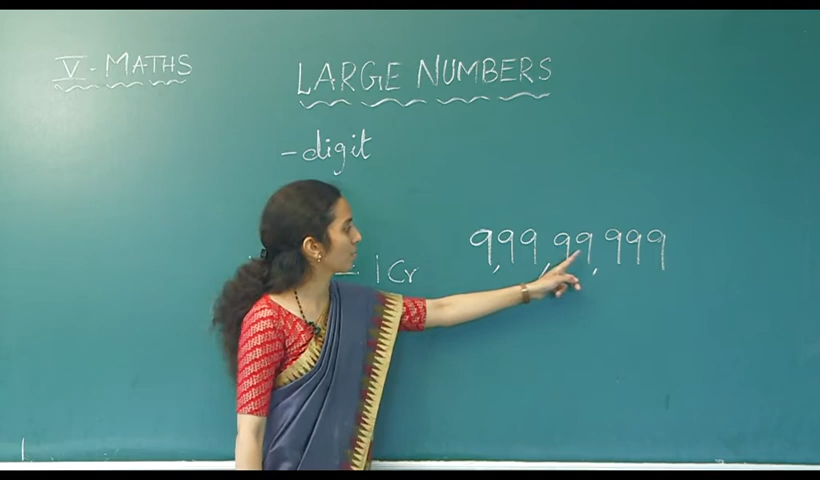 V - MATHS
LARGE NUMBERS
- digit
9,99,99,999
= 1 Cr